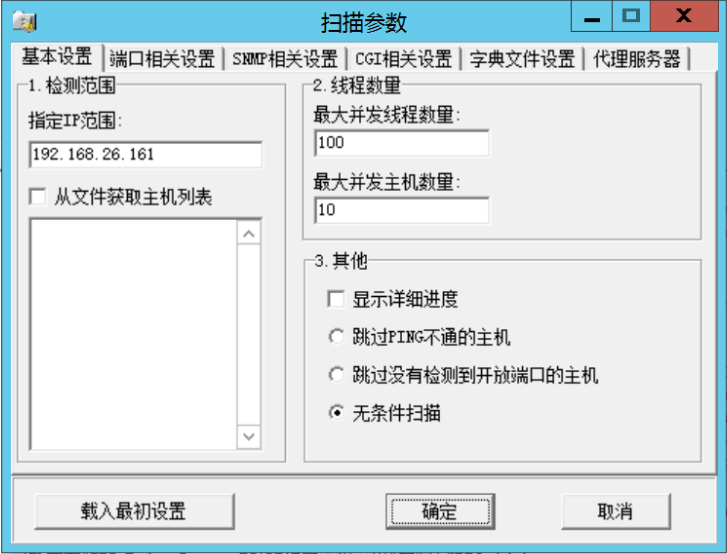 扫描参数
基本设置 端口相关设置 SNMP相关设置 CGI相关设置 字典文件设置 代理服务器
1.检测范围
指定IP范围:
192.168.26.161
从文件获取主机列表
2.线程数量
最大并发线程数量:
100
最大并发主机数量:
10
3.其他
显示详细进度
跳过PING不通的主机
跳过没有检测到开放端口的主机
无条件扫描
载入最初设置 确定 取消